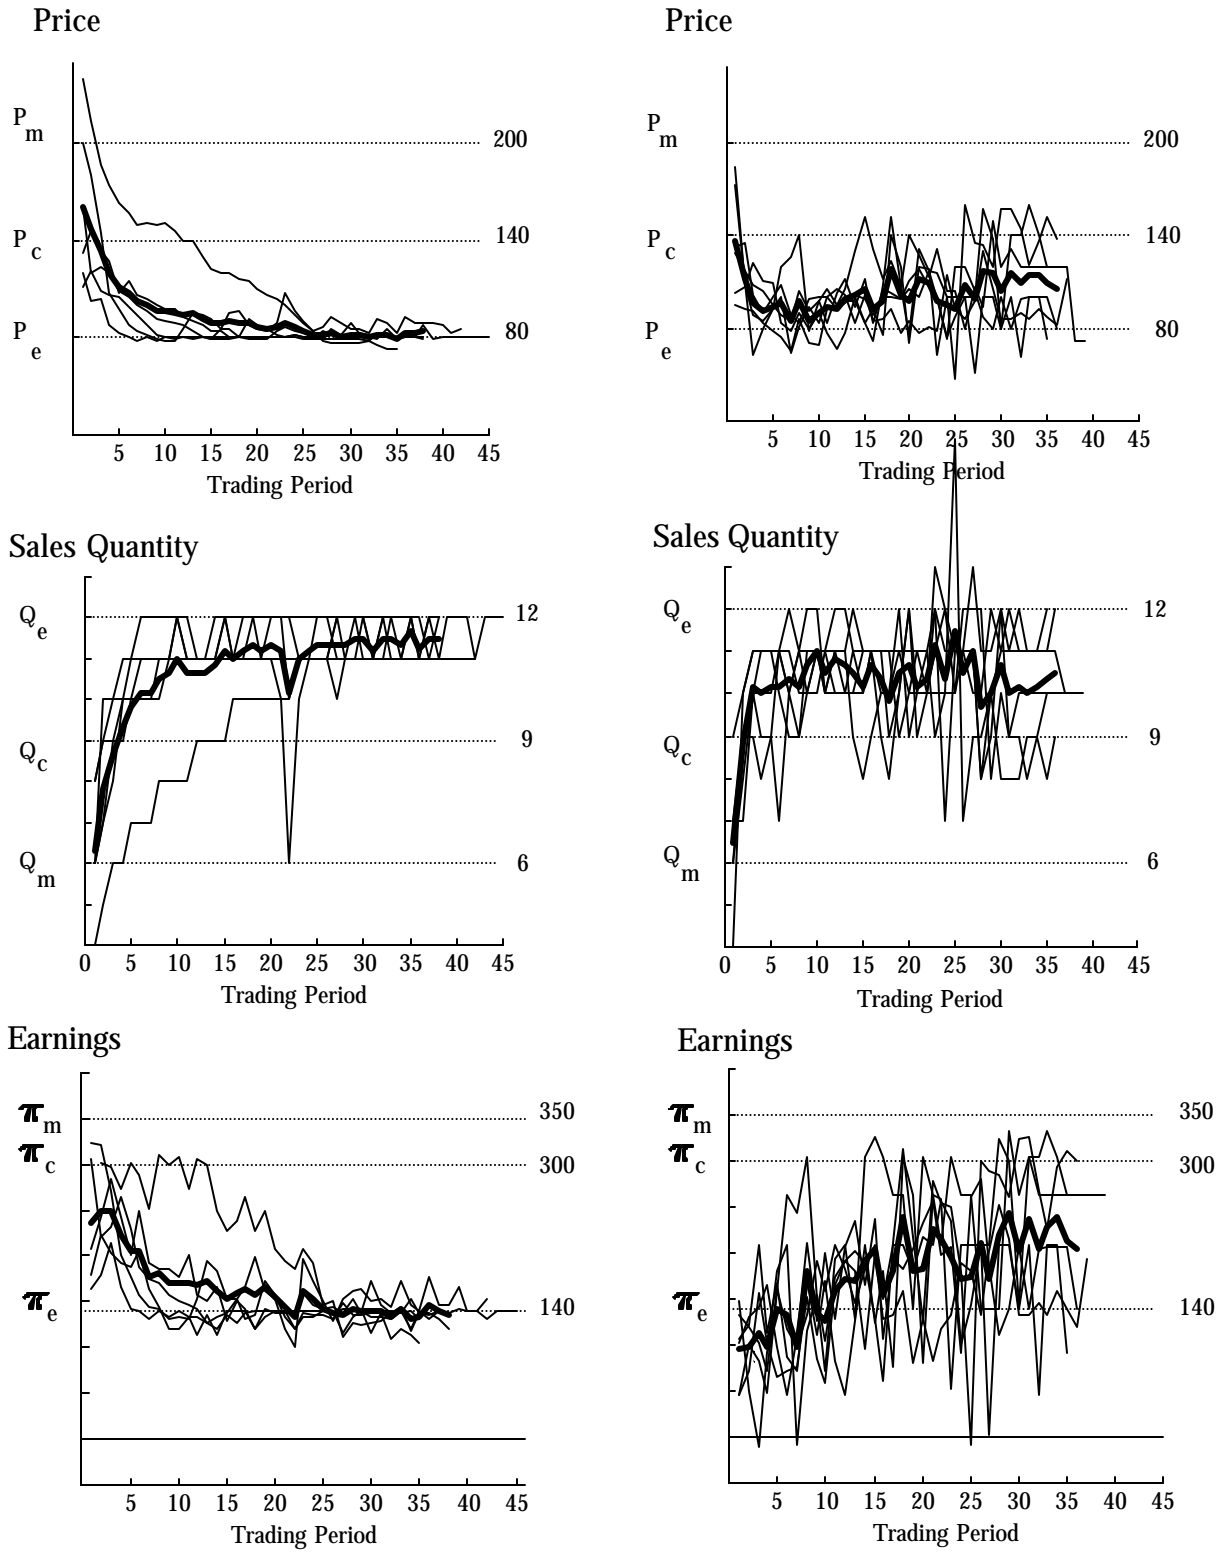 Price
P m 200
P c 140
P e 80
5 10 15 20 25 30 35 40 45
Trading Period
Price
P m 200
P c 140
P e 80
5 10 15 20 25 30 35 40 45
Trading Period
Sales Quantity
Q e 12
Q c 9
Q m 6
0 5 10 15 20 25 30 35 40 45
Trading Period
Sales Quantity
Q e 12
Q c 9
Q m 6
0 5 10 15 20 25 30 35 40 45
Trading Period
Earnings
π m 350
π c 300
π e 140
5 10 15 20 25 30 35 40 45
Trading Period
Earnings
π m 350
π c 300
π e 140
5 10 15 20 25 30 35 40 45
Trading Period